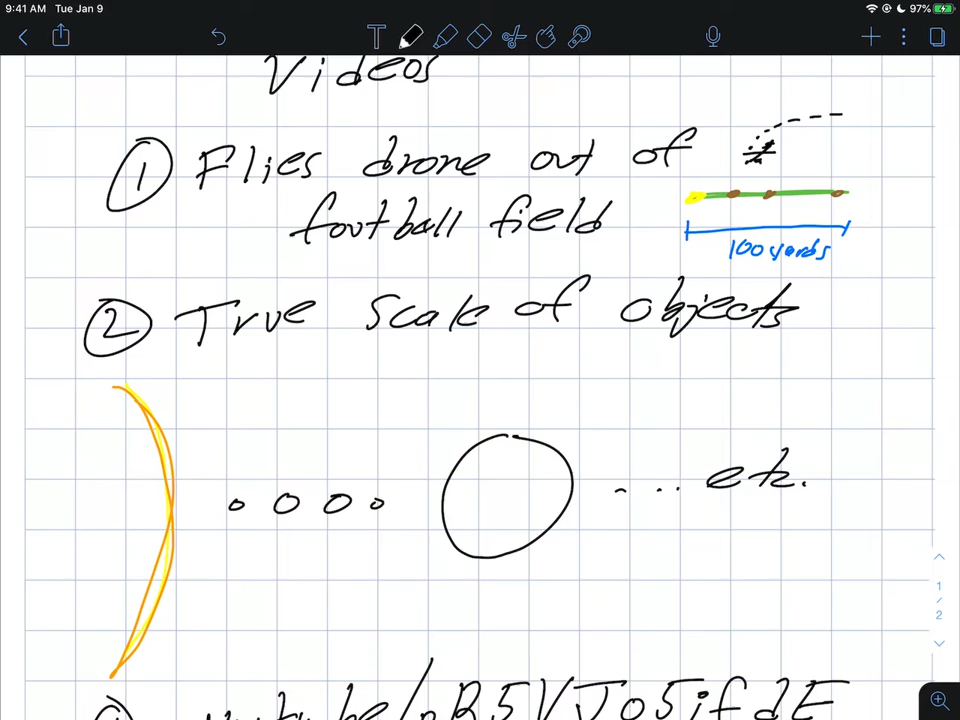 9:41 AM Tue Jan 9
97%
Videos
① Flies drone out of
football field
100 yards
② True scale of objects
... etc.
1
/
2